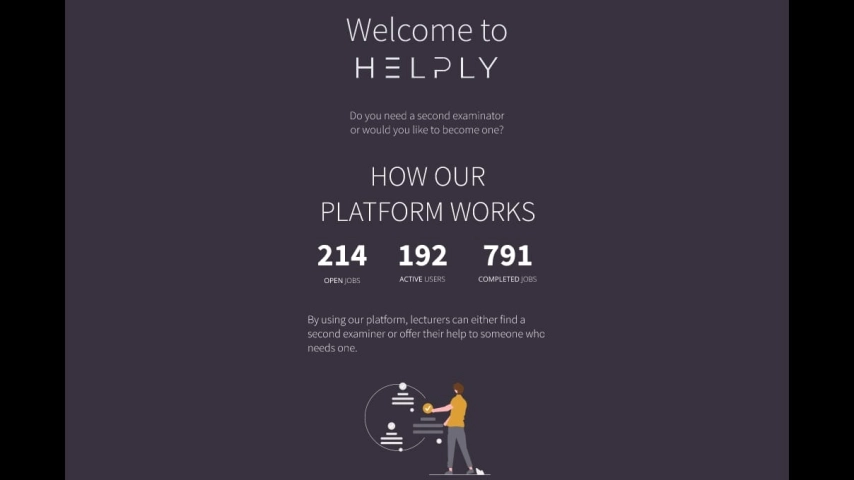 Welcome to
HELPLY
Do you need a second examinator
or would you like to become one?
HOW OUR
PLATFORM WORKS
214 192 791
OPEN JOBS ACTIVE USERS COMPLETED JOBS
By using our platform, lecturers can either find a
second examiner or offer their help to someone who
needs one.